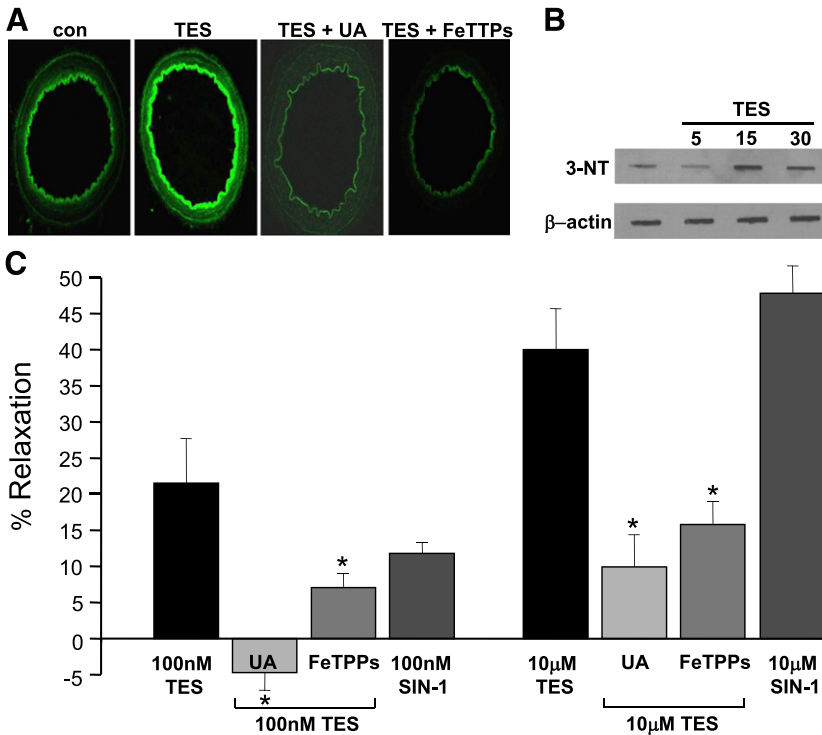 A
con
TES
TES + UA
TES + FeTTPs
B
TES
5 15 30
3-NT
β–actin
C
% Relaxation
50
45
40
35
30
25
20
15
10
5
0
-5
*
*
*
*
100nM
TES
UA
FeTPPs
100nM
SIN-1
100nM TES
10µM
TES
UA
FeTPPs
10µM
SIN-1
10µM TES